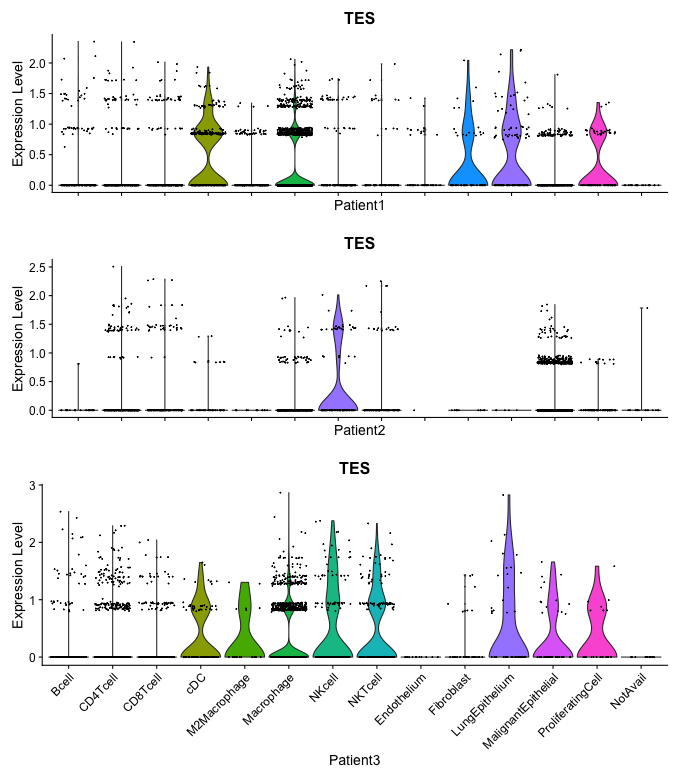 TES
Expression Level
2.0
1.5
1.0
0.5
0.0
Patient1
TES
Expression Level
2.5
2.0
1.5
1.0
0.5
0.0
Patient2
TES
Expression Level
3
2
1
0
Bcell
CD4Tcell
CD8Tcell
cDC
M2Macrophage
Macrophage
NKcell
NKTcell
Endothelium
Fibroblast
LungEpithelium
MalignantEpithelial
ProliferatingCell
NotAvail
Patient3